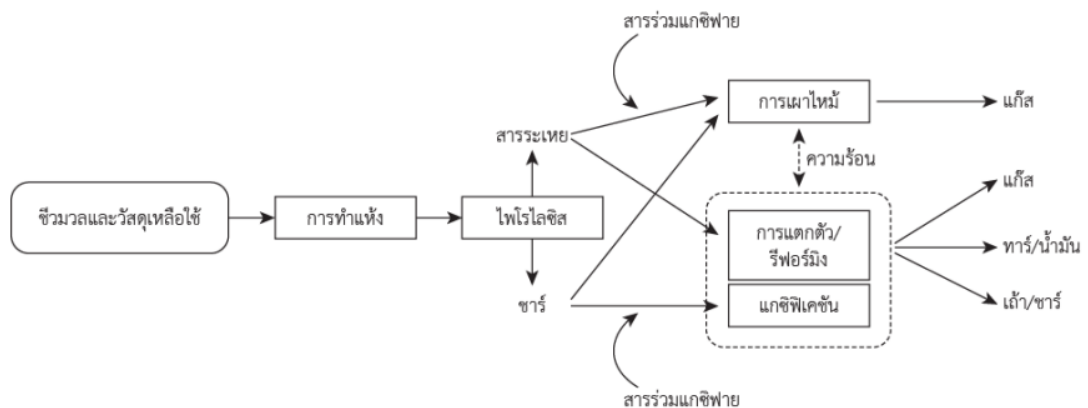 สารร่วมแกซิฟาย
การเผาไหม้
แก๊ส
สารระเหย
ความร้อน
แก๊ส
ชีวมวลและวัสดุเหลือใช้
การทำแห้ง
ไพโรไลซิส
การแตกตัว/
รีฟอร์มิง
ทาร์/น้ำมัน
ชาร์
แกซิฟิเคชัน
เถ้า/ชาร์
สารร่วมแกซิฟาย